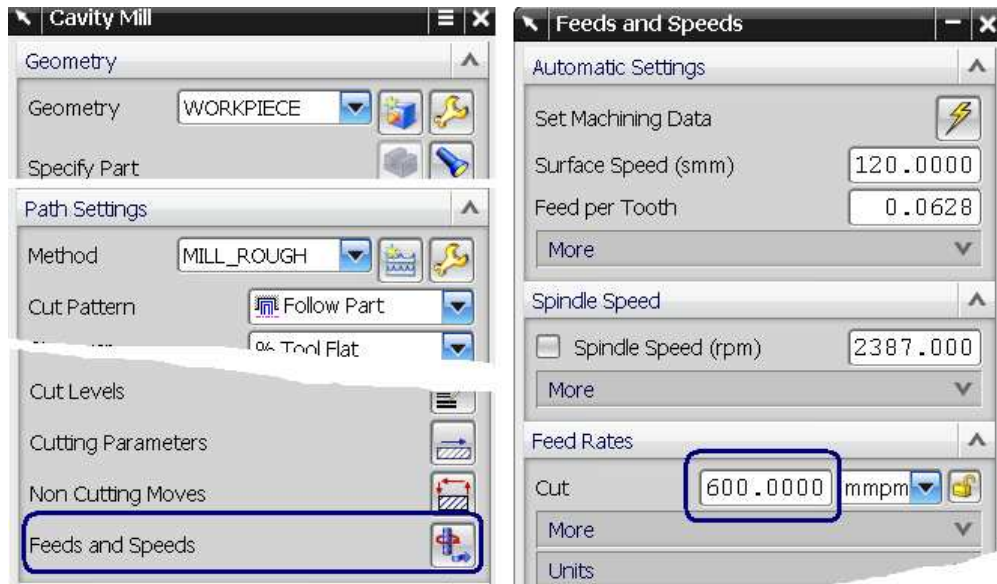 Cavity Mill
Geometry
Geometry WORKPIECE
Specify Part
Path Settings
Method MILL_ROUGH
Cut Pattern Follow Part
% Tool Flat
Cut Levels
Cutting Parameters
Non Cutting Moves
Feeds and Speeds
Feeds and Speeds
Automatic Settings
Set Machining Data
Surface Speed (smm) 120.0000
Feed per Tooth 0.0628
More
Spindle Speed
Spindle Speed (rpm) 2387.000
More
Feed Rates
Cut 600.0000 mmpm
More
Units